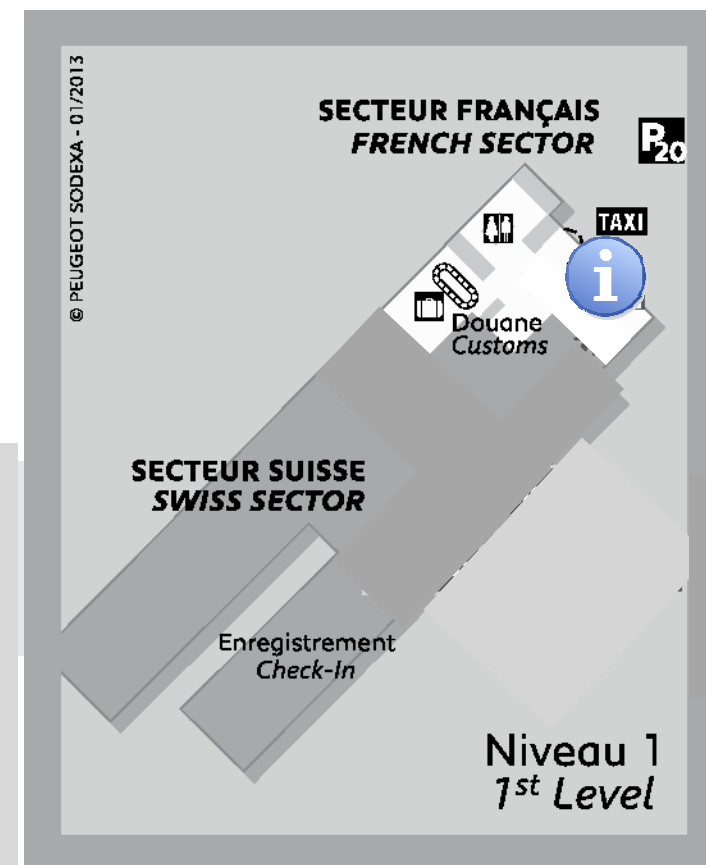 © PEUGEOT SODEXA - 01/2013
SECTEUR FRANÇAIS
FRENCH SECTOR
P20
TAXI
i
Douane
Customs
SECTEUR SUISSE
SWISS SECTOR
Enregistrement
Check-In
Niveau 1
1st Level